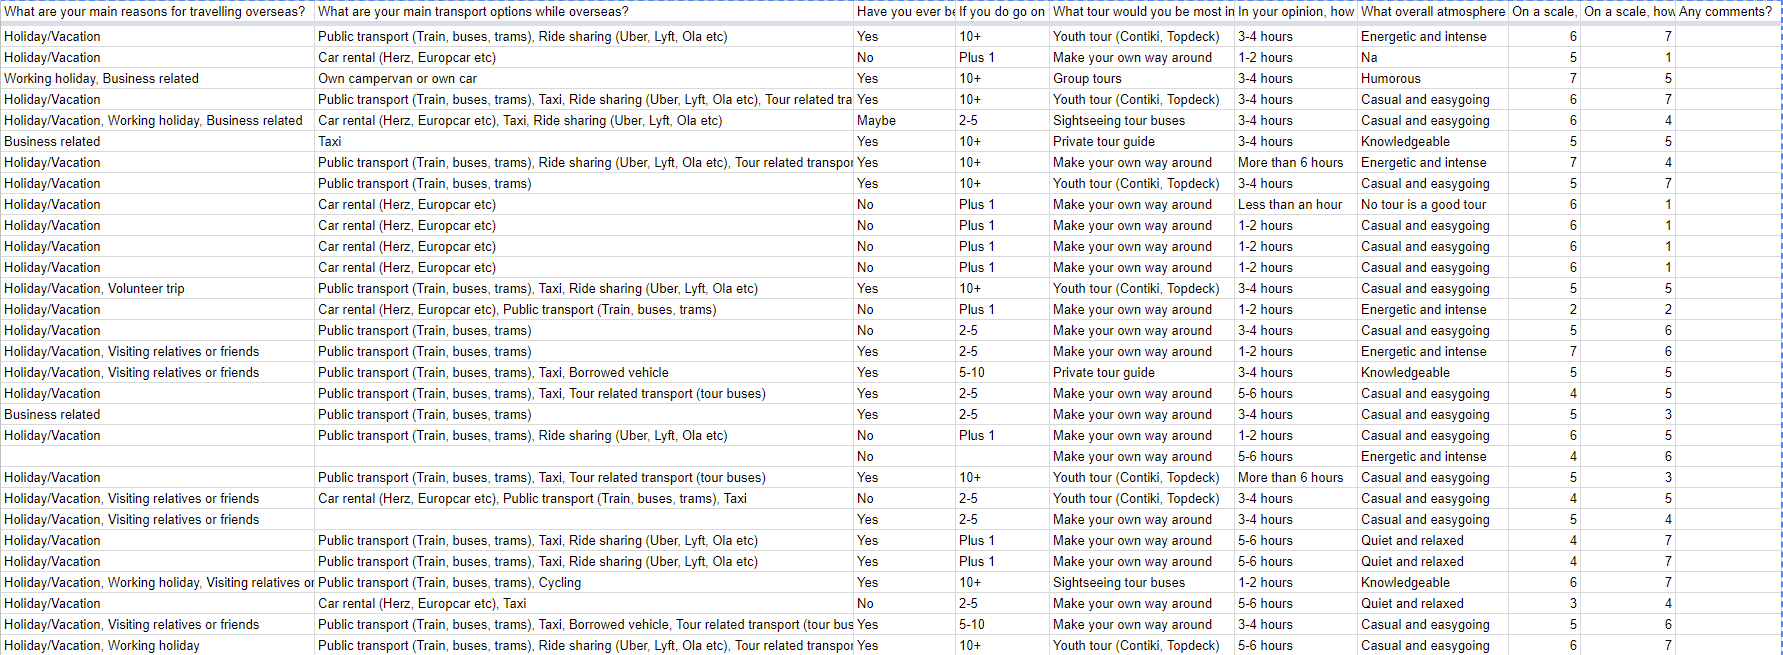 What are your main reasons for travelling overseas? What are your main transport options while overseas? Have you ever be If you do go on What tour would you be most in In your opinion, how What overall atmosphere On a scale, On a scale, how Any comments?
Holiday/Vacation Public transport (Train, buses, trams), Ride sharing (Uber, Lyft, Ola etc) Yes 10+ Youth tour (Contiki, Topdeck) 3-4 hours Energetic and intense 6 7
Holiday/Vacation Car rental (Herz, Europcar etc) No Plus 1 Make your own way around 1-2 hours Na 5 1
Working holiday, Business related Own campervan or own car Yes 10+ Group tours 3-4 hours Humorous 7 5
Holiday/Vacation Public transport (Train, buses, trams), Taxi, Ride sharing (Uber, Lyft, Ola etc), Tour related tra Yes 10+ Youth tour (Contiki, Topdeck) 3-4 hours Casual and easygoing 6 7
Holiday/Vacation, Working holiday, Business related Car rental (Herz, Europcar etc), Taxi, Ride sharing (Uber, Lyft, Ola etc) Maybe 2-5 Sightseeing tour buses 3-4 hours Casual and easygoing 6 4
Business related Taxi Yes 10+ Private tour guide 3-4 hours Knowledgeable 5 5
Holiday/Vacation Public transport (Train, buses, trams), Ride sharing (Uber, Lyft, Ola etc), Tour related transpor Yes 10+ Make your own way around More than 6 hours Energetic and intense 7 4
Holiday/Vacation Public transport (Train, buses, trams) Yes 10+ Youth tour (Contiki, Topdeck) 3-4 hours Casual and easygoing 5 7
Holiday/Vacation Car rental (Herz, Europcar etc) No Plus 1 Make your own way around Less than an hour No tour is a good tour 6 1
Holiday/Vacation Car rental (Herz, Europcar etc) No Plus 1 Make your own way around 1-2 hours Casual and easygoing 6 1
Holiday/Vacation Car rental (Herz, Europcar etc) No Plus 1 Make your own way around 1-2 hours Casual and easygoing 6 1
Holiday/Vacation Car rental (Herz, Europcar etc) No Plus 1 Make your own way around 1-2 hours Casual and easygoing 6 1
Holiday/Vacation, Volunteer trip Public transport (Train, buses, trams), Taxi, Ride sharing (Uber, Lyft, Ola etc) Yes 10+ Youth tour (Contiki, Topdeck) 3-4 hours Casual and easygoing 5 5
Holiday/Vacation Car rental (Herz, Europcar etc), Public transport (Train, buses, trams) No Plus 1 Make your own way around 1-2 hours Energetic and intense 2 2
Holiday/Vacation Public transport (Train, buses, trams) No 2-5 Make your own way around 3-4 hours Casual and easygoing 5 6
Holiday/Vacation, Visiting relatives or friends Public transport (Train, buses, trams) Yes 2-5 Make your own way around 1-2 hours Energetic and intense 7 6
Holiday/Vacation, Visiting relatives or friends Public transport (Train, buses, trams), Taxi, Borrowed vehicle Yes 5-10 Private tour guide 3-4 hours Knowledgeable 5 5
Holiday/Vacation Public transport (Train, buses, trams), Taxi, Tour related transport (tour buses) Yes 2-5 Make your own way around 5-6 hours Casual and easygoing 4 5
Business related Public transport (Train, buses, trams) Yes 2-5 Make your own way around 3-4 hours Casual and easygoing 5 3
Holiday/Vacation Public transport (Train, buses, trams), Ride sharing (Uber, Lyft, Ola etc) No Plus 1 Make your own way around 1-2 hours Casual and easygoing 6 5
No Make your own way around 5-6 hours Energetic and intense 4 6
Holiday/Vacation Public transport (Train, buses, trams), Taxi, Tour related transport (tour buses) Yes 10+ Youth tour (Contiki, Topdeck) More than 6 hours Casual and easygoing 5 3
Holiday/Vacation, Visiting relatives or friends Car rental (Herz, Europcar etc), Public transport (Train, buses, trams), Taxi No 2-5 Youth tour (Contiki, Topdeck) 3-4 hours Casual and easygoing 4 5
Holiday/Vacation, Visiting relatives or friends Yes 2-5 Make your own way around 3-4 hours Casual and easygoing 5 4
Holiday/Vacation Public transport (Train, buses, trams), Taxi, Ride sharing (Uber, Lyft, Ola etc) Yes Plus 1 Make your own way around 5-6 hours Quiet and relaxed 4 7
Holiday/Vacation Public transport (Train, buses, trams), Taxi, Ride sharing (Uber, Lyft, Ola etc) Yes Plus 1 Make your own way around 5-6 hours Quiet and relaxed 4 7
Holiday/Vacation, Working holiday, Visiting relatives or Public transport (Train, buses, trams), Cycling Yes 10+ Sightseeing tour buses 1-2 hours Knowledgeable 6 7
Holiday/Vacation Car rental (Herz, Europcar etc), Taxi No 2-5 Make your own way around 5-6 hours Quiet and relaxed 3 4
Holiday/Vacation, Visiting relatives or friends Public transport (Train, buses, trams), Taxi, Borrowed vehicle, Tour related transport (tour bus Yes 5-10 Make your own way around 3-4 hours Casual and easygoing 5 6
Holiday/Vacation, Working holiday Public transport (Train, buses, trams), Ride sharing (Uber, Lyft, Ola etc), Tour related transpor Yes 10+ Youth tour (Contiki, Topdeck) 5-6 hours Casual and easygoing 6 7